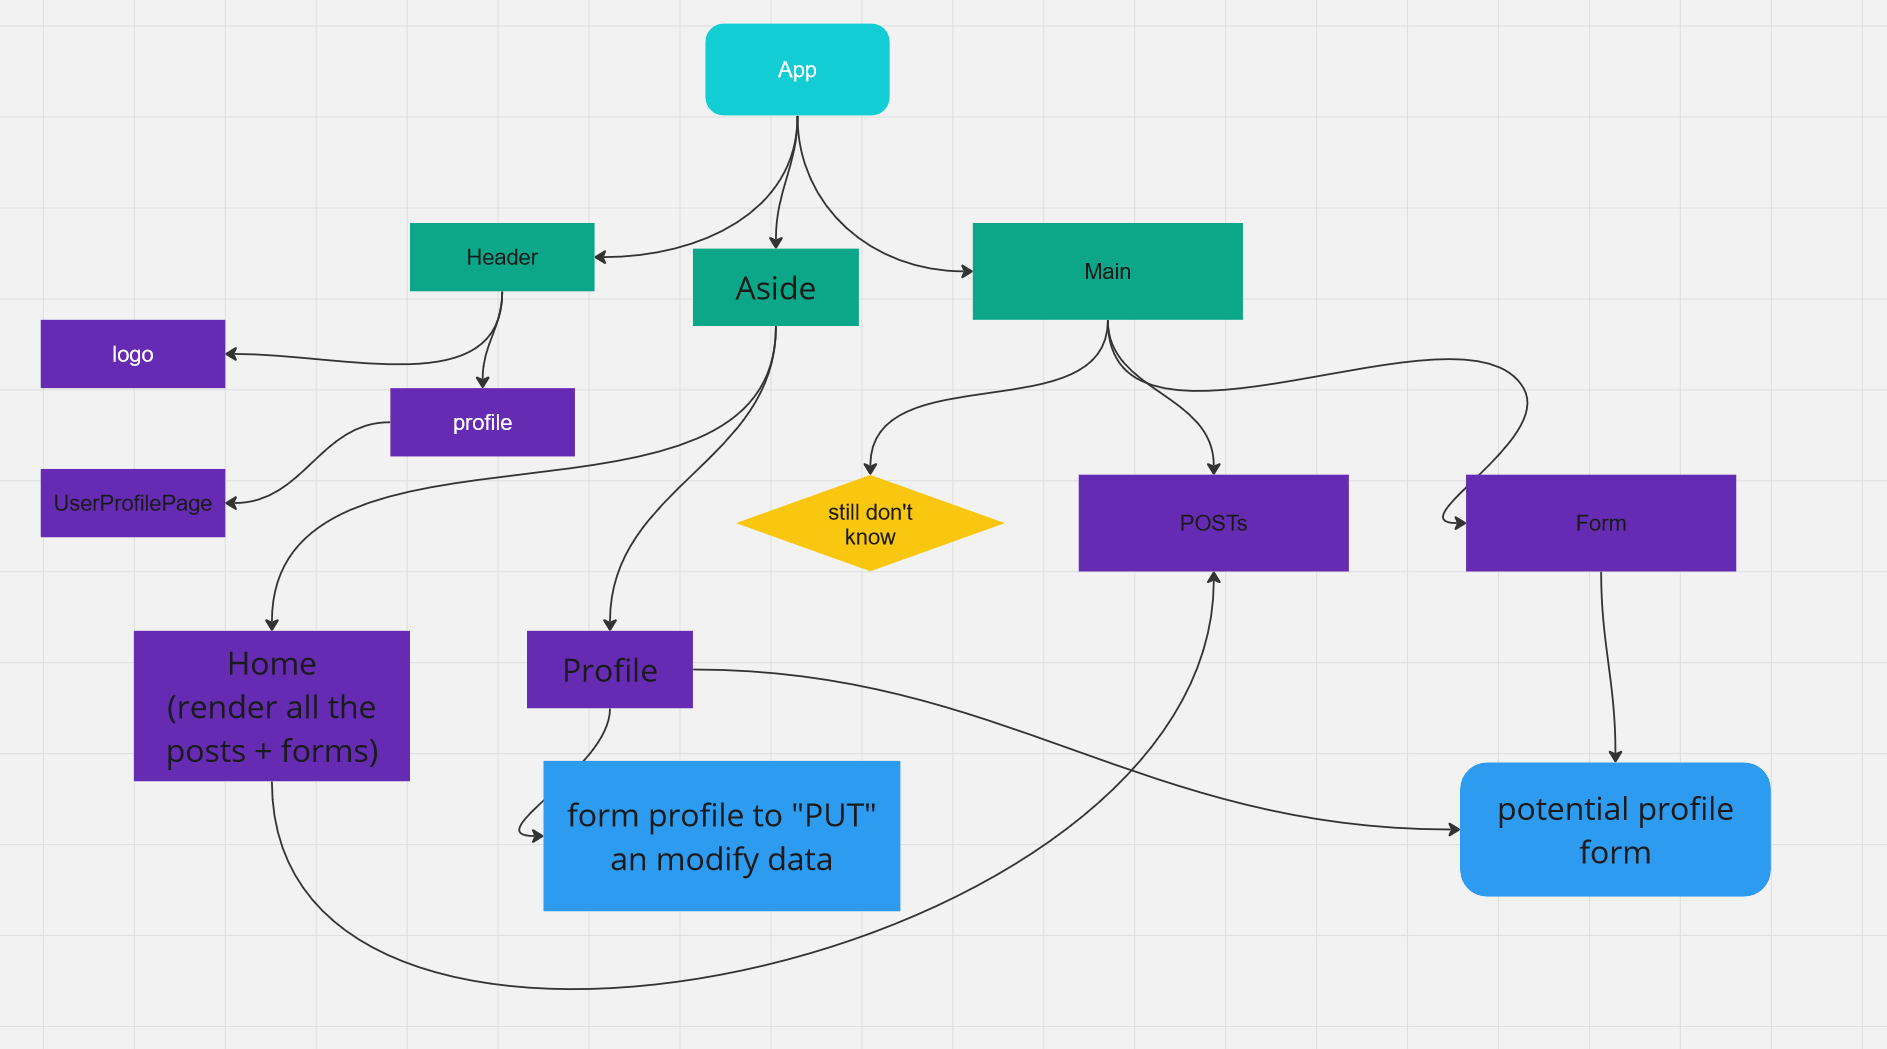 App
Header
Aside
Main
logo
profile
UserProfilePage
still don't
know
POSTs
Form
Home
(render all the
posts + forms)
Profile
form profile to "PUT"
an modify data
potential profile
form